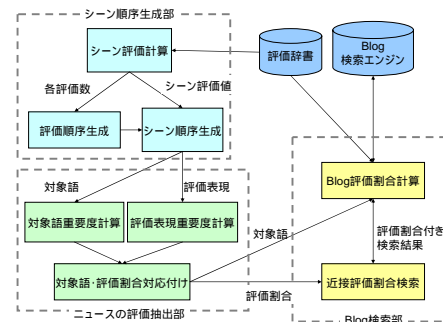 シーン順序生成部
シーン評価計算
評価辞書
Blog
検索エンジン
各評価数
シーン評価値
評価順序生成
シーン順序生成
対象語
評価表現
Blog評価割合計算
対象語重要度計算
評価表現重要度計算
対象語
評価割合付き
検索結果
対象語・評価割合対応付け
評価割合
近接評価割合検索
ニュースの評価抽出部
Blog検索部